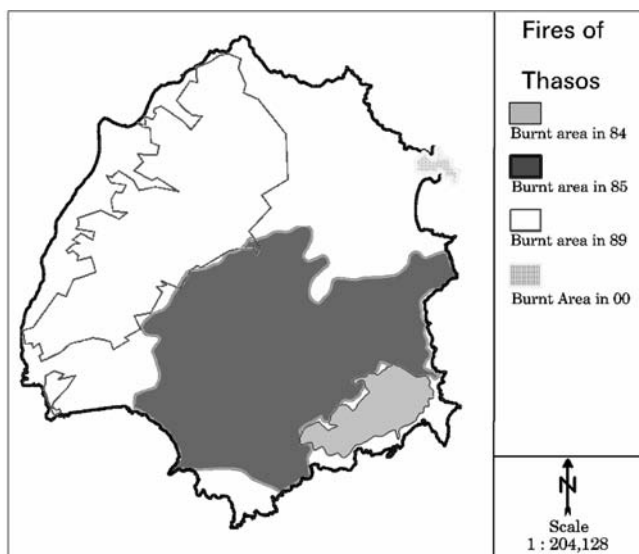 Fires of
Thasos
Burnt area in 84
Burnt area in 85
Burnt area in 89
Burnt Area in 00
N
Scale
1 : 204,128